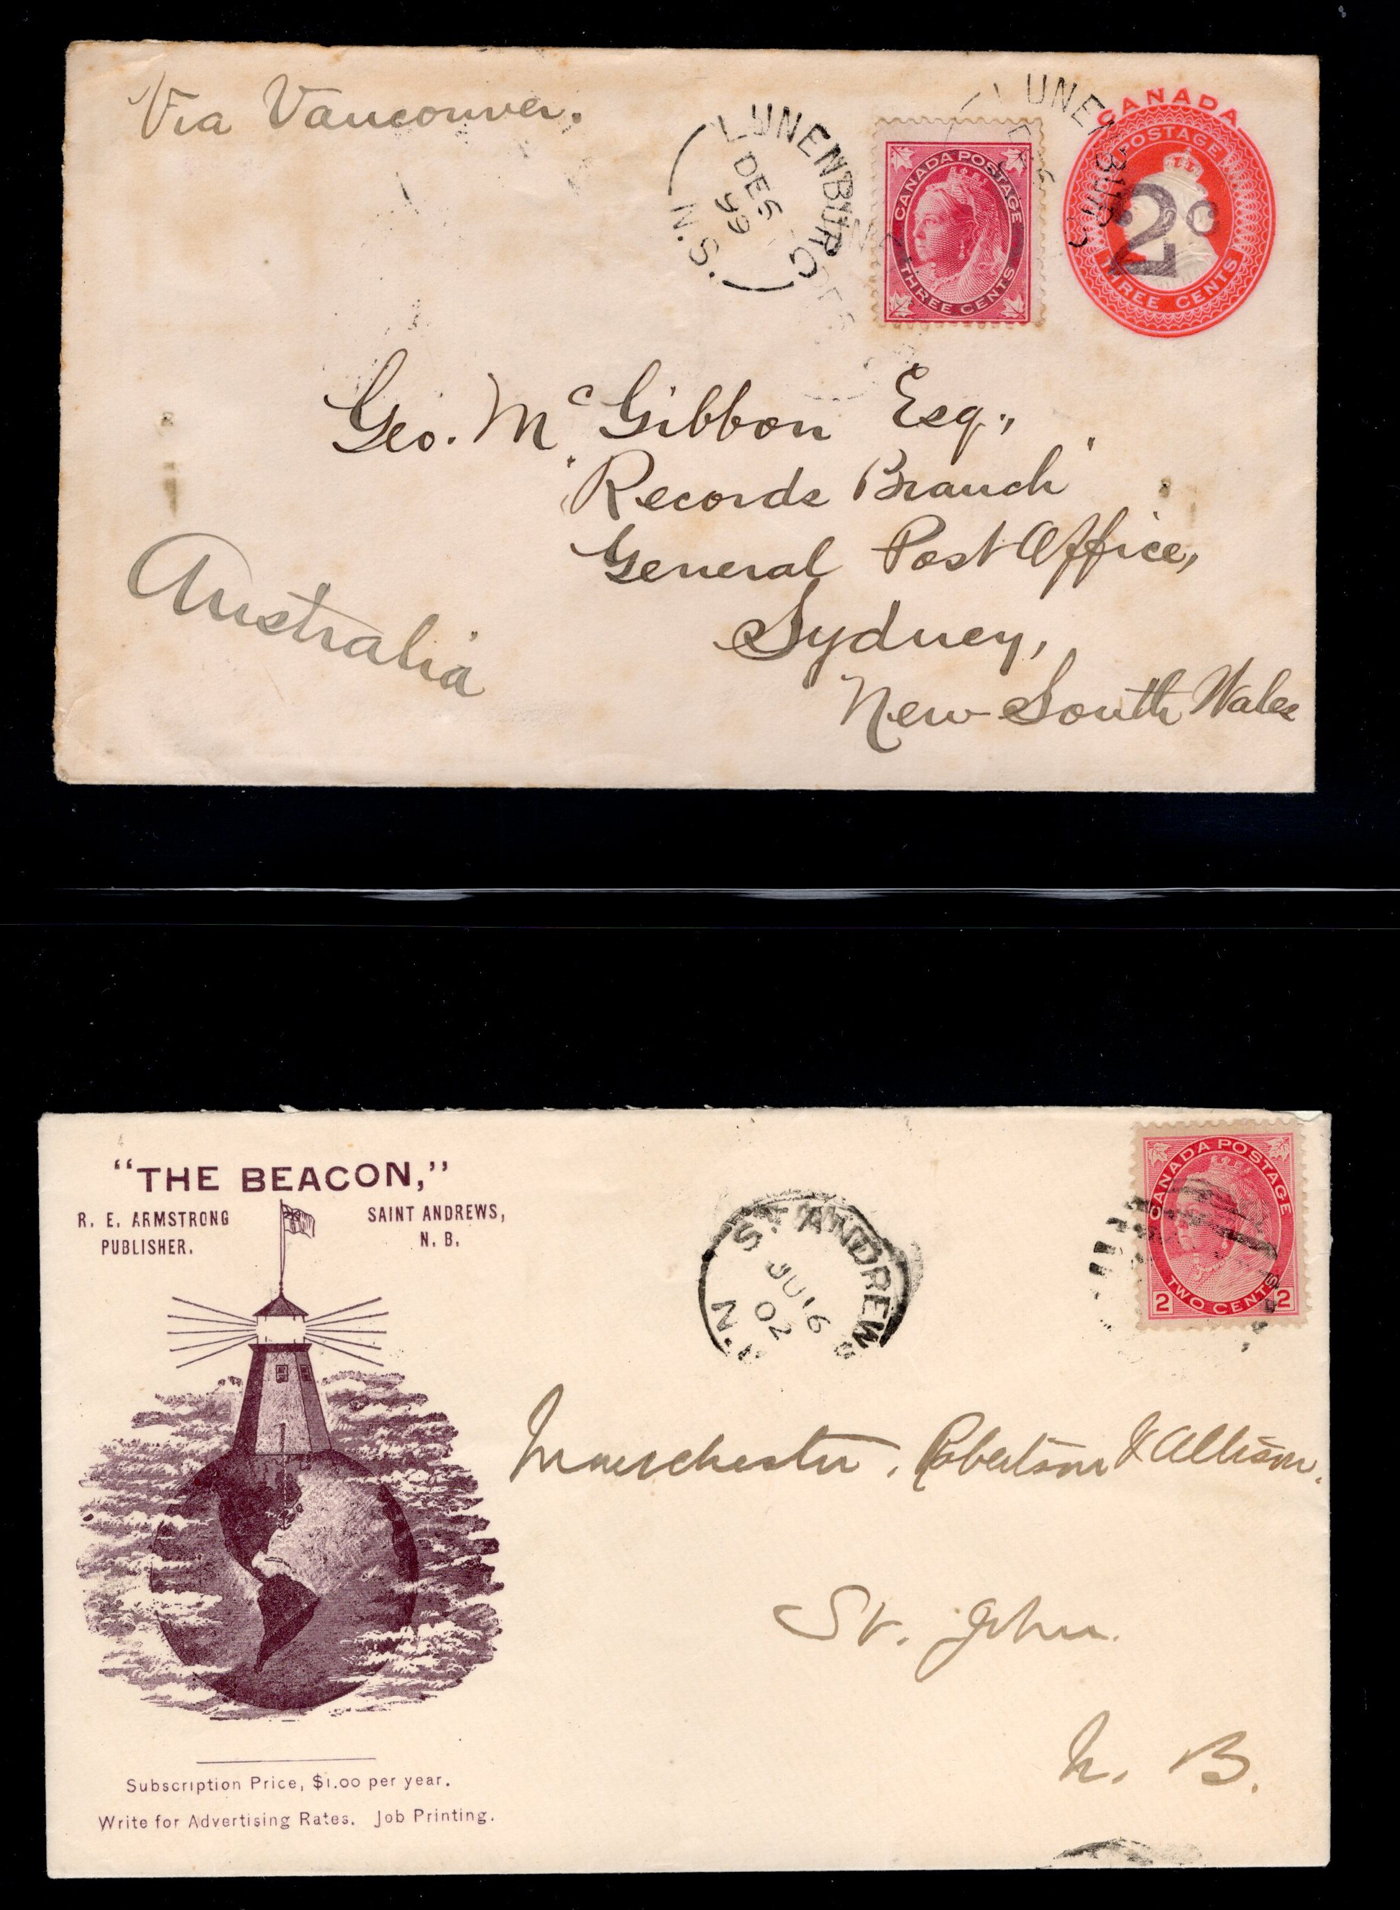 Via Vancouver.
LUNENBURG
DE 5
99
N.S.
CANADA POSTAGE
THREE CENTS
LUNENBURG
CANADA
POSTAGE
THREE CENTS
2c
Geo. McGibbon Esq.,
"Records Branch"
General Post Office,
Sydney,
New South Wales
Australia
"THE BEACON,"
R. E. ARMSTRONG
PUBLISHER.
SAINT ANDREWS,
N. B.
ST ANDREWS
JU 16
02
N.B.
CANADA POSTAGE
2 TWO CENTS 2
Manchester, Robertson & Allison.
St. John.
N. B.
Subscription Price, $1.00 per year.
Write for Advertising Rates. Job Printing.